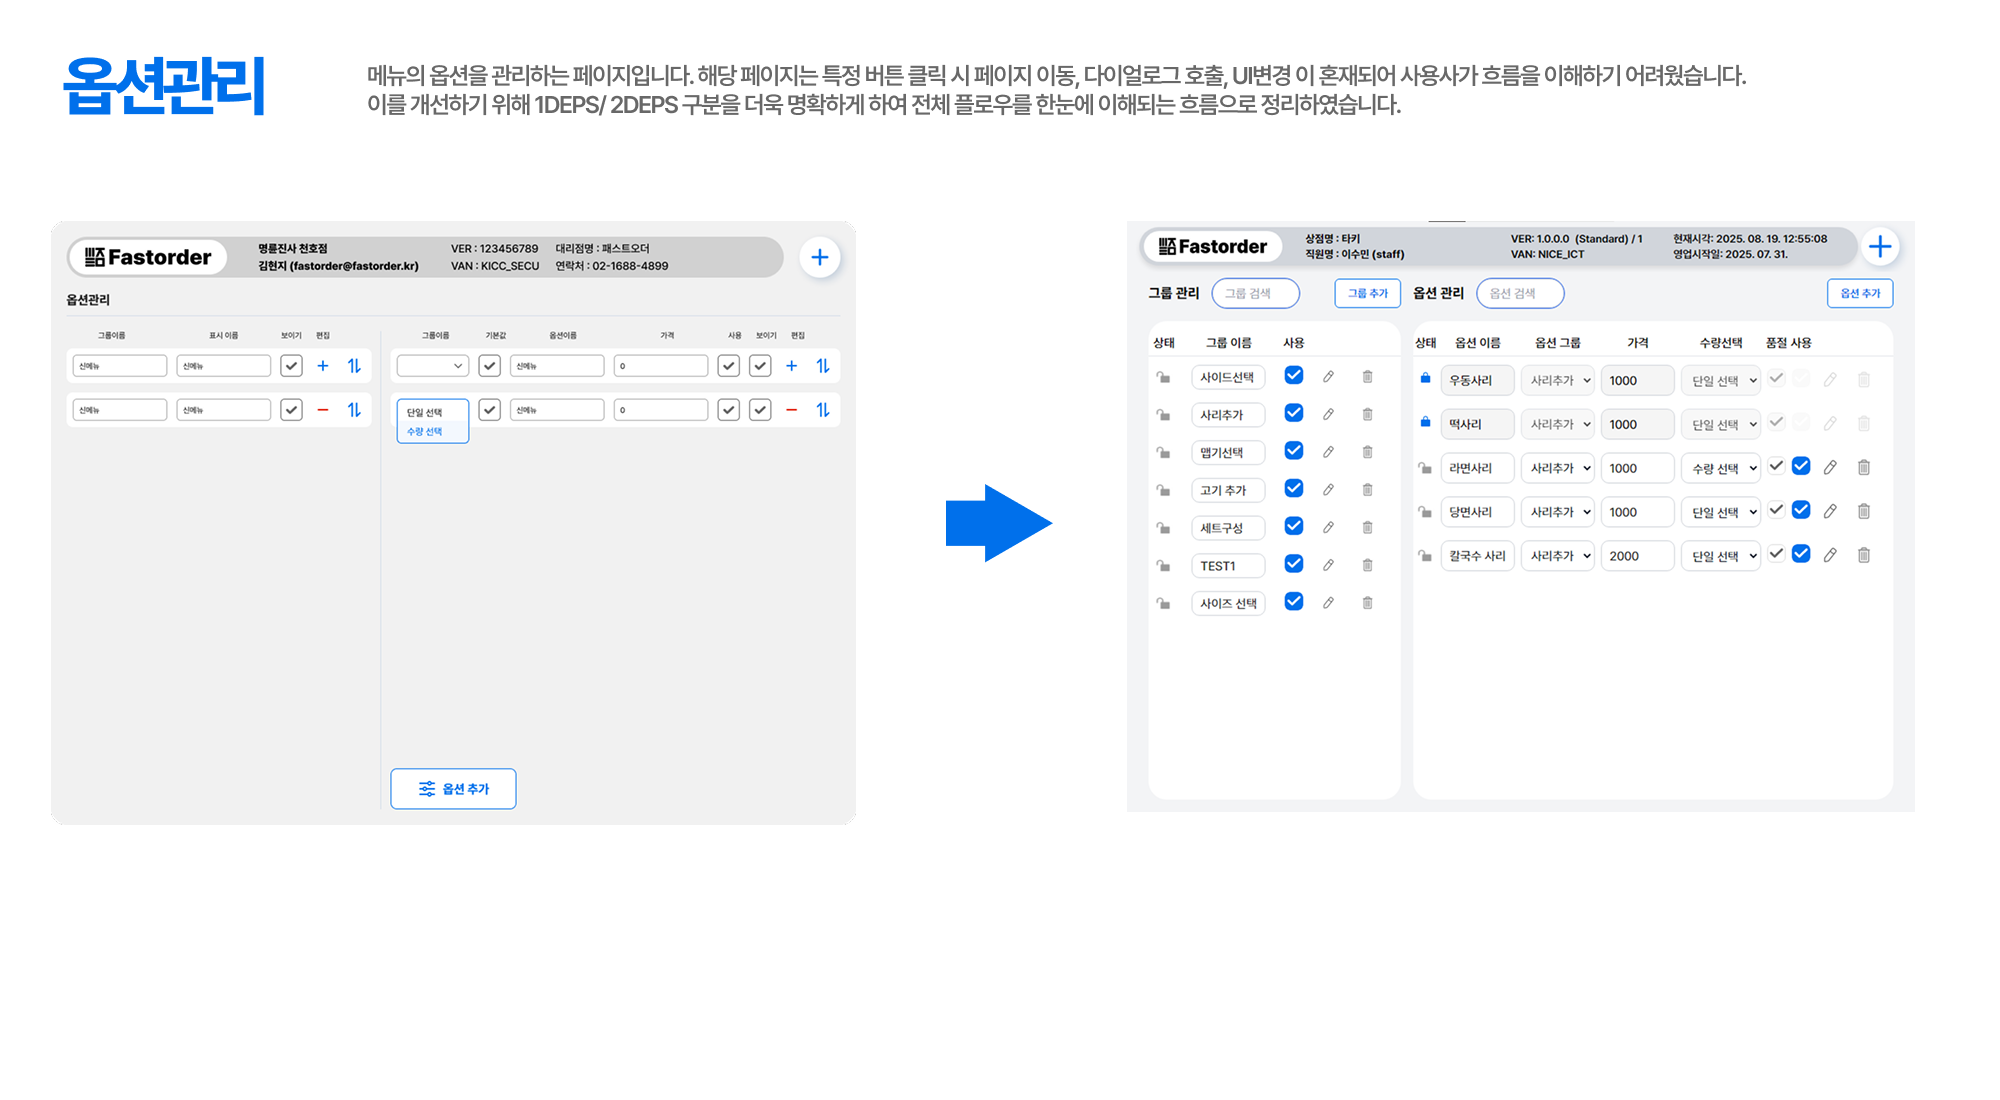 옵션관리
메뉴의 옵션을 관리하는 페이지입니다. 해당 페이지는 특정 버튼 클릭 시 페이지 이동, 다이얼로그 호출, UI변경 이 혼재되어 사용사가 흐름을 이해하기 어려웠습니다.
이를 개선하기 위해 1DEPS/ 2DEPS 구분을 더욱 명확하게 하여 전체 플로우를 한눈에 이해되는 흐름으로 정리하였습니다.
Fastorder
명륜진사 천호점
김현지 (fastorder@fastorder.kr)
VER : 123456789
VAN : KICC_SECU
대리점명 : 패스트오더
연락처 : 02-1688-4899
옵션관리
그룹이름 표시 이름 보이기 편집
신메뉴 신메뉴
신메뉴 신메뉴
그룹이름 기본값 옵션이름 가격 사용 보이기 편집
신메뉴 0
단일 선택
수량 선택
신메뉴 0
옵션 추가
Fastorder
상점명 : 타키
직원명 : 이수민 (staff)
VER: 1.0.0.0 (Standard) / 1
VAN: NICE_ICT
현재시각: 2025. 08. 19. 12:55:08
영업시작일: 2025. 07. 31.
그룹 관리 그룹 검색 그룹 추가
상태 그룹 이름 사용
사이드선택
사리추가
맵기선택
고기 추가
세트구성
TEST1
사이즈 선택
옵션 관리 옵션 검색 옵션 추가
상태 옵션 이름 옵션 그룹 가격 수량선택 품절 사용
우동사리 사리추가 1000 단일 선택
떡사리 사리추가 1000 단일 선택
라면사리 사리추가 1000 수량 선택
당면사리 사리추가 1000 단일 선택
칼국수 사리 사리추가 2000 단일 선택